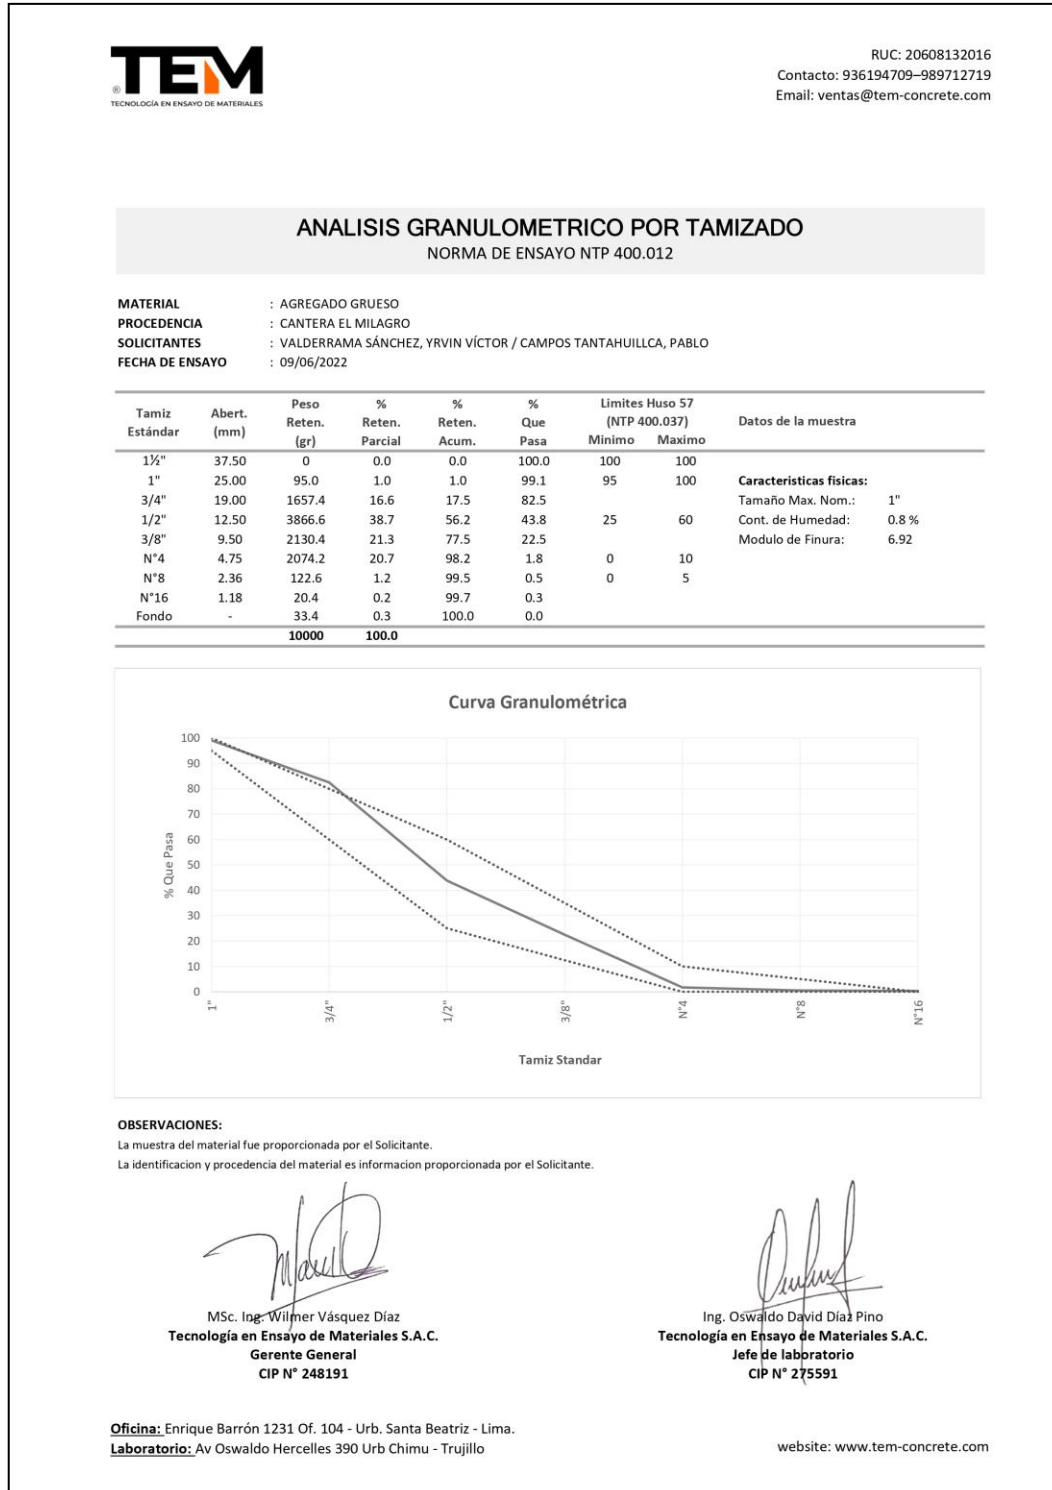 TEM
®
TECNOLOGÍA EN ENSAYO DE MATERIALES
RUC: 20608132016
Contacto: 936194709–989712719
Email: ventas@tem-concrete.com
ANALISIS GRANULOMETRICO POR TAMIZADO
NORMA DE ENSAYO NTP 400.012
MATERIAL : AGREGADO GRUESO
PROCEDENCIA : CANTERA EL MILAGRO
SOLICITANTES : VALDERRAMA SÁNCHEZ, YRVIN VÍCTOR / CAMPOS TANTAHUILLCA, PABLO
FECHA DE ENSAYO : 09/06/2022
Tamiz Estándar Abert. (mm) Peso Reten. (gr) % Reten. Parcial % Reten. Acum. % Que Pasa Limites Huso 57 (NTP 400.037) Minimo Maximo Datos de la muestra
1½" 37.50 0 0.0 0.0 100.0 100 100
1" 25.00 95.0 1.0 1.0 99.1 95 100 Caracteristicas fisicas:
3/4" 19.00 1657.4 16.6 17.5 82.5 Tamaño Max. Nom.: 1"
1/2" 12.50 3866.6 38.7 56.2 43.8 25 60 Cont. de Humedad: 0.8 %
3/8" 9.50 2130.4 21.3 77.5 22.5 Modulo de Finura: 6.92
N°4 4.75 2074.2 20.7 98.2 1.8 0 10
N°8 2.36 122.6 1.2 99.5 0.5 0 5
N°16 1.18 20.4 0.2 99.7 0.3
Fondo - 33.4 0.3 100.0 0.0
10000 100.0
Curva Granulométrica
% Que Pasa
100
90
80
70
60
50
40
30
20
10
0
1" 3/4" 1/2" 3/8" N°4 N°8 N°16
Tamiz Standar
OBSERVACIONES:
La muestra del material fue proporcionada por el Solicitante.
La identificacion y procedencia del material es informacion proporcionada por el Solicitante.
MSc. Ing. Wilmer Vásquez Díaz
Tecnología en Ensayo de Materiales S.A.C.
Gerente General
CIP N° 248191
Ing. Oswaldo David Díaz Pino
Tecnología en Ensayo de Materiales S.A.C.
Jefe de laboratorio
CIP N° 275591
Oficina: Enrique Barrón 1231 Of. 104 - Urb. Santa Beatriz - Lima.
Laboratorio: Av Oswaldo Hercelles 390 Urb Chimu - Trujillo
website: www.tem-concrete.com